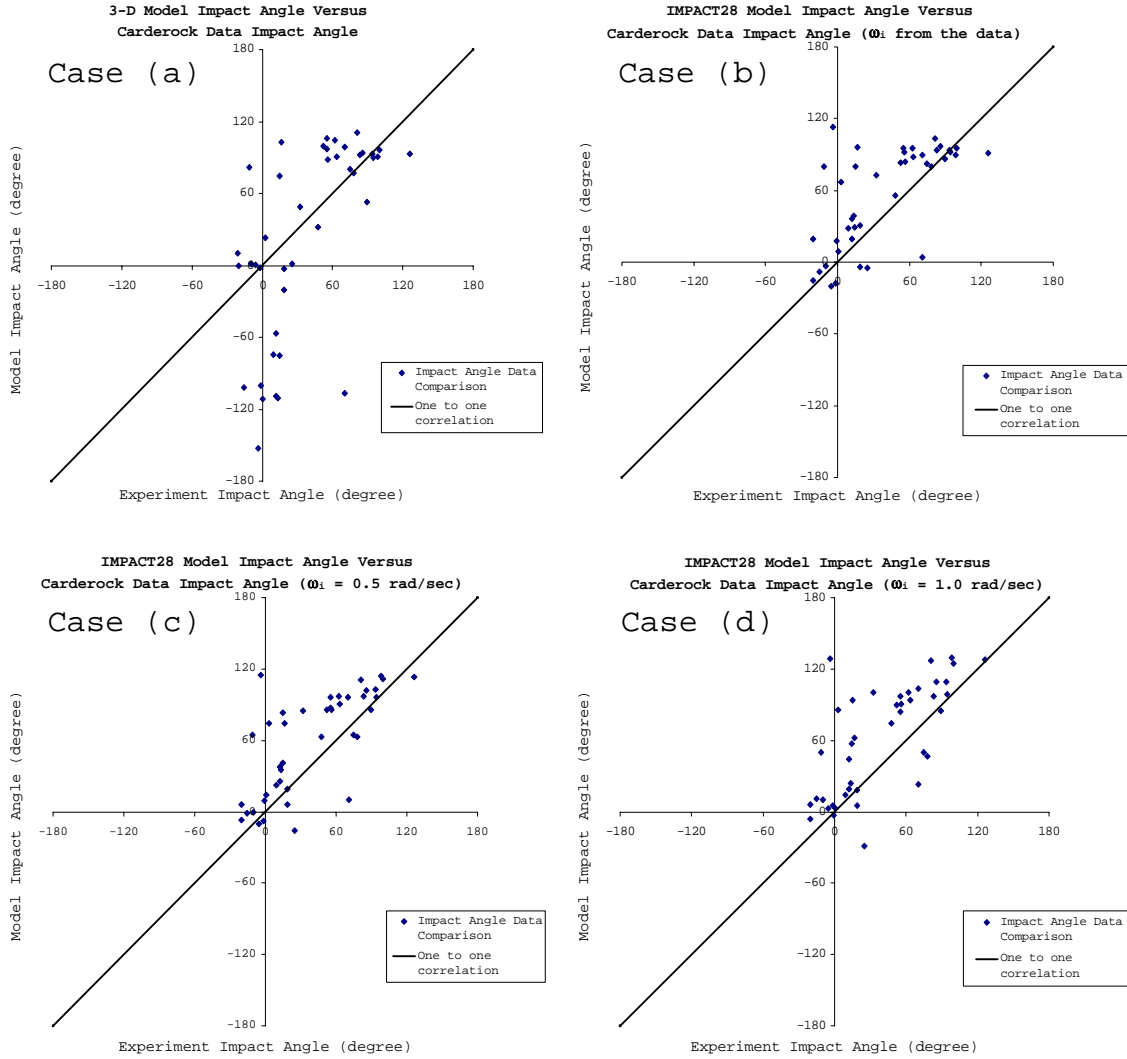 3-D Model Impact Angle Versus
Carderock Data Impact Angle
Case (a)
Model Impact Angle (degree)
180
120
60
0
-60
-120
-180
-180
-120
-60
0
60
120
180
Impact Angle Data
Comparison
One to one
correlation
Experiment Impact Angle (degree)
IMPACT28 Model Impact Angle Versus
Carderock Data Impact Angle (ωi from the data)
Case (b)
Model Impact Angle (degree)
180
120
60
0
-60
-120
-180
-180
-120
-60
0
60
120
180
Impact Angle Data
Comparison
One to one
correlation
Experiment Impact Angle (degree)
IMPACT28 Model Impact Angle Versus
Carderock Data Impact Angle (ωi = 0.5 rad/sec)
Case (c)
Model Impact Angle (degree)
180
120
60
0
-60
-120
-180
-180
-120
-60
0
60
120
180
Impact Angle Data
Comparison
One to one
correlation
Experiment Impact Angle (degree)
IMPACT28 Model Impact Angle Versus
Carderock Data Impact Angle (ωi = 1.0 rad/sec)
Case (d)
Model Impact Angle (degree)
180
120
60
0
-60
-120
-180
-180
-120
-60
0
60
120
180
Impact Angle Data
Comparison
One to one
correlation
Experiment Impact Angle (degree)